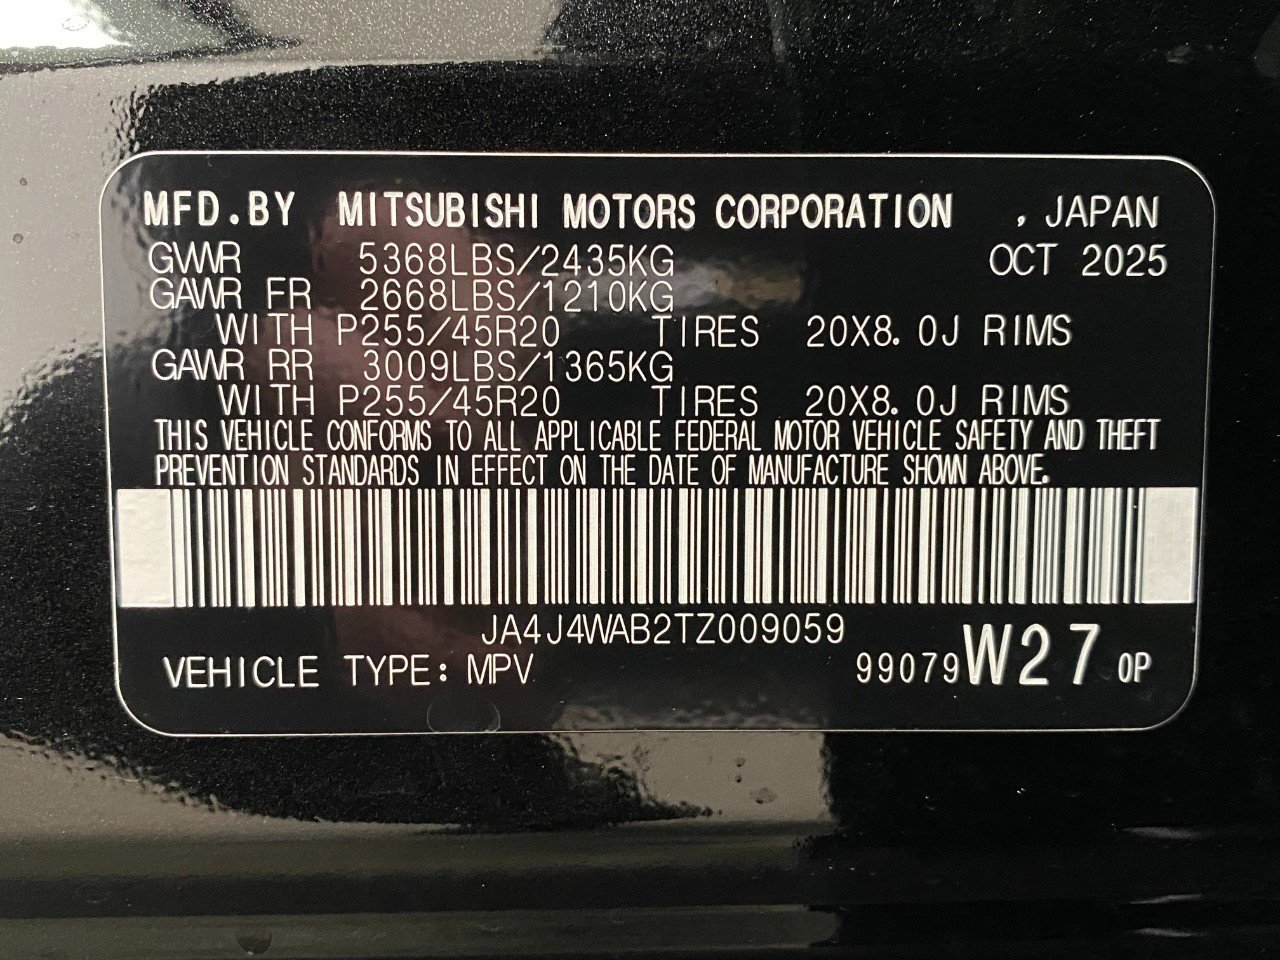 MFD.BY MITSUBISHI MOTORS CORPORATION , JAPAN
GVWR 5368LBS/2435KG OCT 2025
GAWR FR 2668LBS/1210KG
WITH P255/45R20 TIRES 20X8.0J RIMS
GAWR RR 3009LBS/1365KG
WITH P255/45R20 TIRES 20X8.0J RIMS
THIS VEHICLE CONFORMS TO ALL APPLICABLE FEDERAL MOTOR VEHICLE SAFETY AND THEFT
PREVENTION STANDARDS IN EFFECT ON THE DATE OF MANUFACTURE SHOWN ABOVE.
JA4J4WAB2TZ009059
VEHICLE TYPE: MPV 99079W27 0P